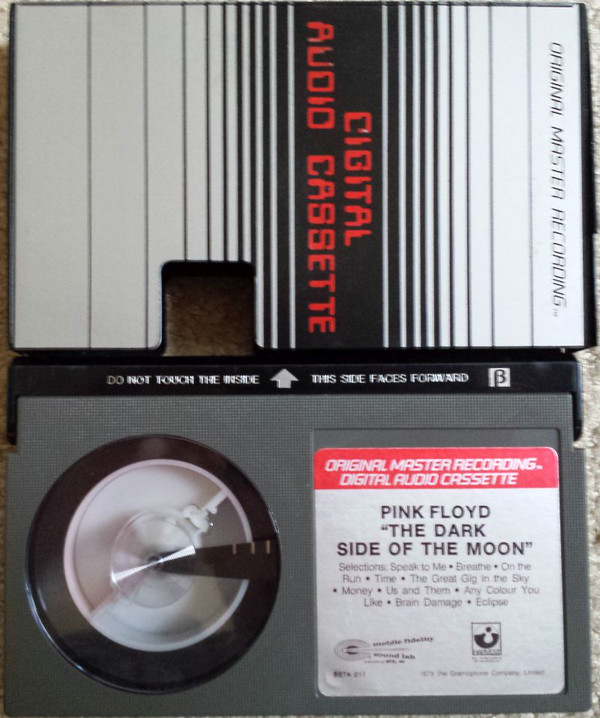 DIGITAL
AUDIO CASSETTE
ORIGINAL MASTER RECORDING™
DO NOT TOUCH THE INSIDE THIS SIDE FACES FORWARD β
ORIGINAL MASTER RECORDING™
DIGITAL AUDIO CASSETTE
PINK FLOYD
"THE DARK
SIDE OF THE MOON"
Selections: Speak to Me • Breathe • On the
Run • Time • The Great Gig in the Sky
• Money • Us and Them • Any Colour You
Like • Brain Damage • Eclipse
mobile fidelity
sound lab
1973 The Gramophone Company, Limited